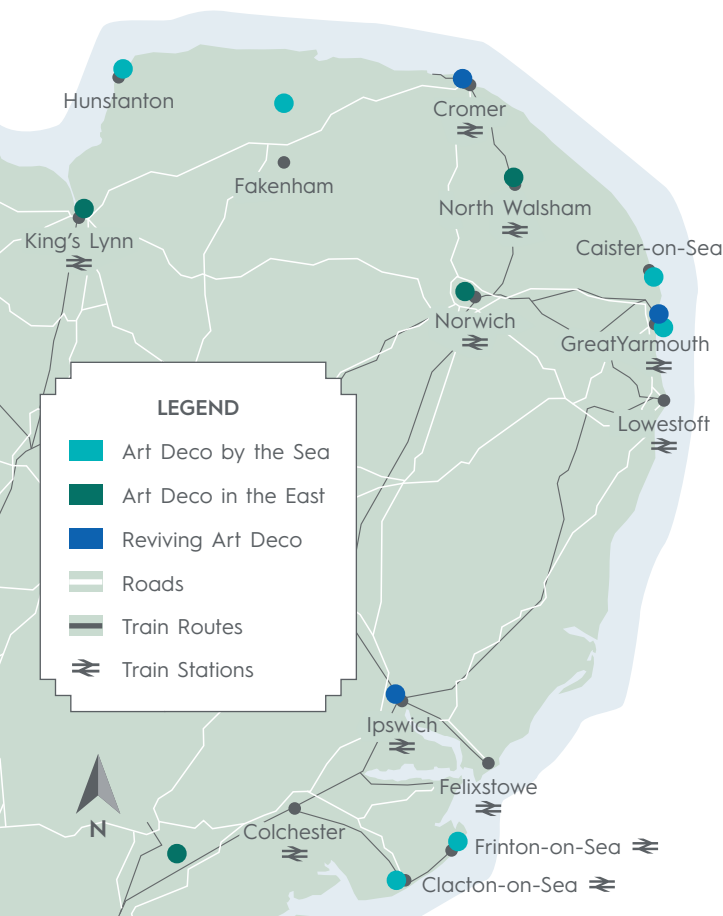 Hunstanton
Cromer
Fakenham
North Walsham
King's Lynn
Caister-on-Sea
Norwich
GreatYarmouth
Lowestoft
LEGEND
Art Deco by the Sea
Art Deco in the East
Reviving Art Deco
Roads
Train Routes
Train Stations
Ipswich
Felixstowe
N
Colchester
Frinton-on-Sea
Clacton-on-Sea